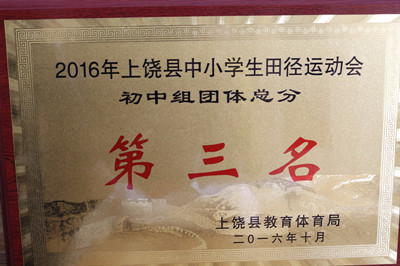 2016年上饶县中小学生田径运动会
初中组团体总分
第三名
上饶县教育体育局
二〇一六年十月